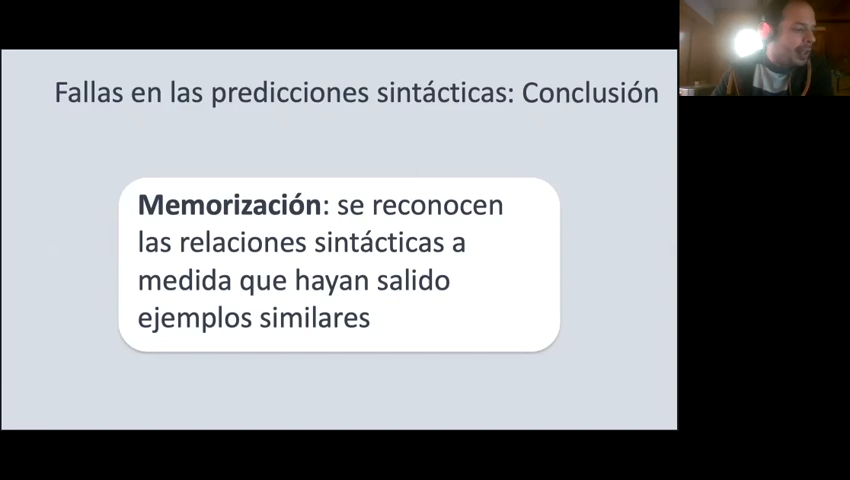 Fallas en las predicciones sintácticas: Conclusión
Memorización: se reconocen
las relaciones sintácticas a
medida que hayan salido
ejemplos similares